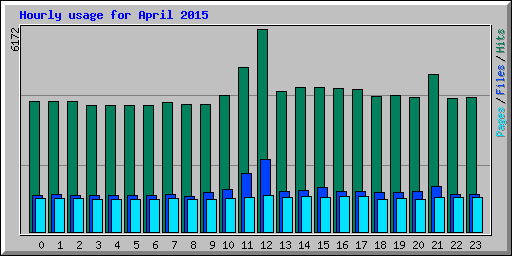 Hourly usage for April 2015
6172
Pages/Files/Hits
0 1 2 3 4 5 6 7 8 9 10 11 12 13 14 15 16 17 18 19 20 21 22 23